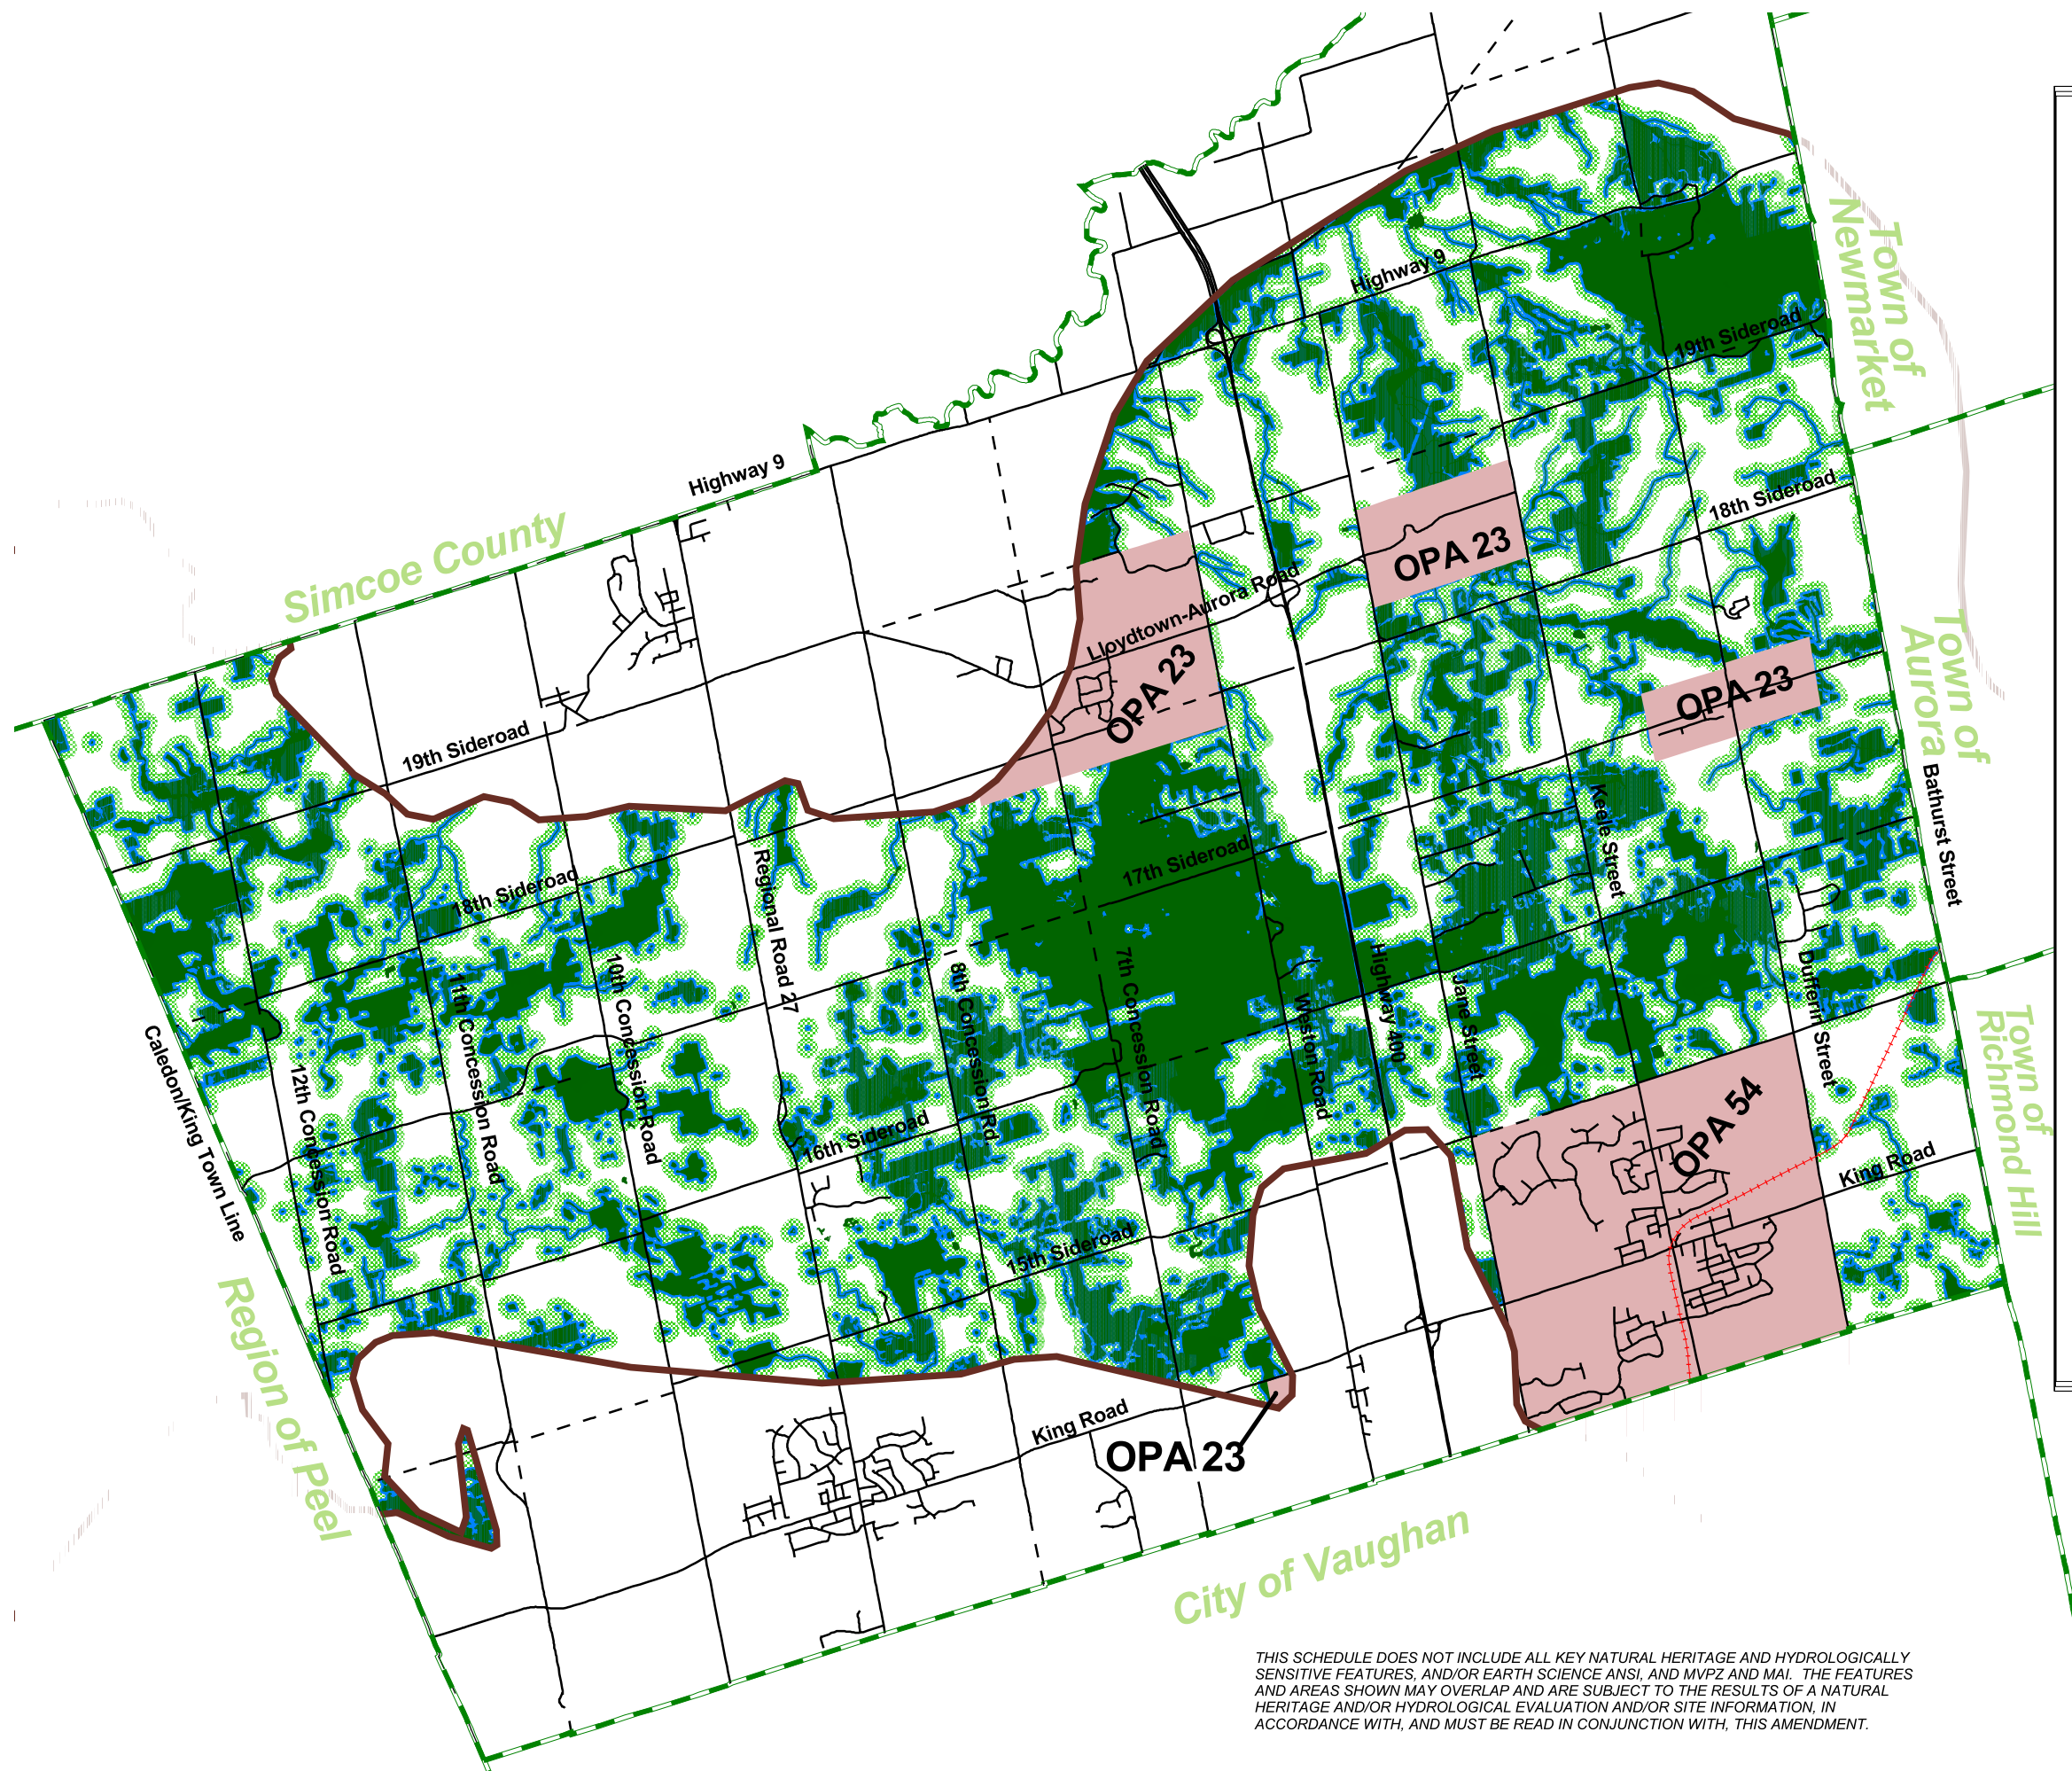 Town of
Newmarket
Highway 9
19th Sideroad
Highway 9
18th Sideroad
Simcoe County
OPA 23
Lloydtown-Aurora Road
OPA 23
OPA 23
Town of
Aurora
19th Sideroad
Bathurst Street
Keele Street
17th Sideroad
Regional Road 27
18th Sideroad
Highway 400
Jane Street
Dufferin Street
7th Concession Road
8th Concession Rd
10th Concession Road
11th Concession Road
Weston Road
Caledon/King Town Line
12th Concession Road
Town of
Richmond Hill
OPA 54
16th Sideroad
King Road
15th Sideroad
Region of Peel
King Road
OPA 23
City of Vaughan
THIS SCHEDULE DOES NOT INCLUDE ALL KEY NATURAL HERITAGE AND HYDROLOGICALLY
SENSITIVE FEATURES, AND/OR EARTH SCIENCE ANSI, AND MVPZ AND MAI. THE FEATURES
AND AREAS SHOWN MAY OVERLAP AND ARE SUBJECT TO THE RESULTS OF A NATURAL
HERITAGE AND/OR HYDROLOGICAL EVALUATION AND/OR SITE INFORMATION, IN
ACCORDANCE WITH, AND MUST BE READ IN CONJUNCTION WITH, THIS AMENDMENT.